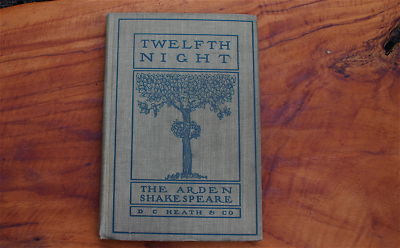 TWELFTH
NIGHT
THE ARDEN
SHAKESPEARE
D C HEATH & CO